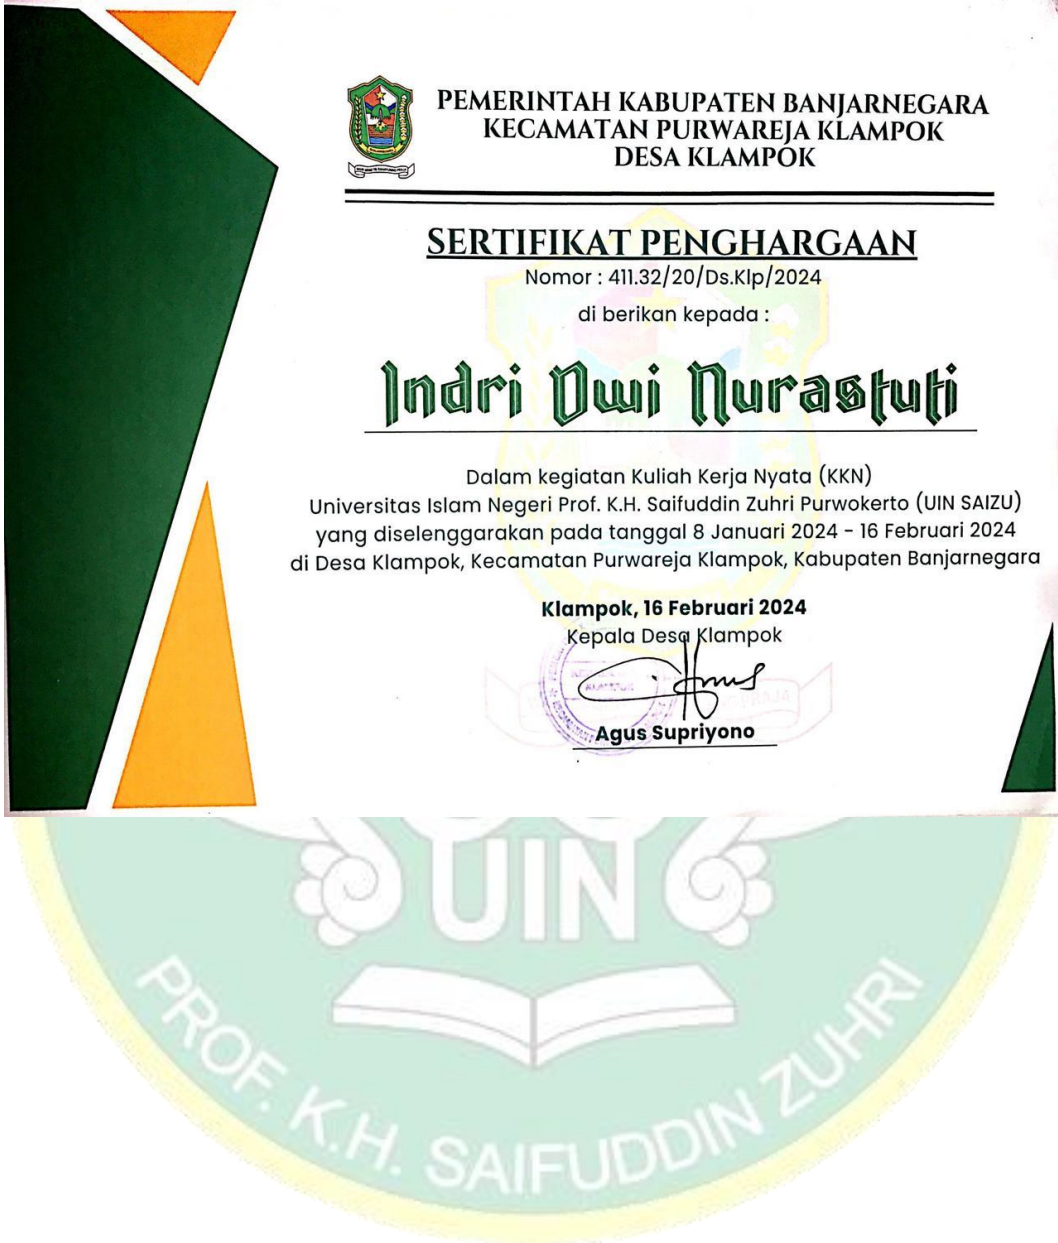 PEMERINTAH KABUPATEN BANJARNEGARA
KECAMATAN PURWAREJA KLAMPOK
DESA KLAMPOK
SERTIFIKAT PENGHARGAAN
Nomor : 411.32/20/Ds.Klp/2024
di berikan kepada :
Indri Dwi Nurastuti
Dalam kegiatan Kuliah Kerja Nyata (KKN)
Universitas Islam Negeri Prof. K.H. Saifuddin Zuhri Purwokerto (UIN SAIZU)
yang diselenggarakan pada tanggal 8 Januari 2024 - 16 Februari 2024
di Desa Klampok, Kecamatan Purwareja Klampok, Kabupaten Banjarnegara
Klampok, 16 Februari 2024
Kepala Desa Klampok
Agus Supriyono
UIN
PROF. K.H. SAIFUDDIN ZUHRI